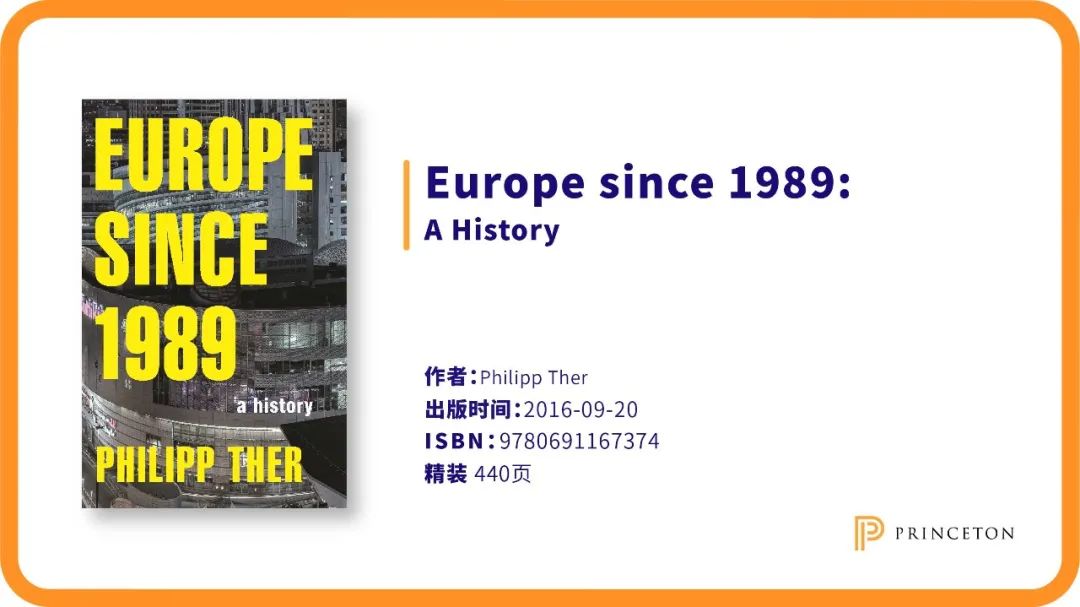 EUROPE
SINCE
1989
a history
PHILIPP THER
Europe since 1989:
A History
作者：Philipp Ther
出版时间：2016-09-20
ISBN：9780691167374
精装 440页
PRINCETON